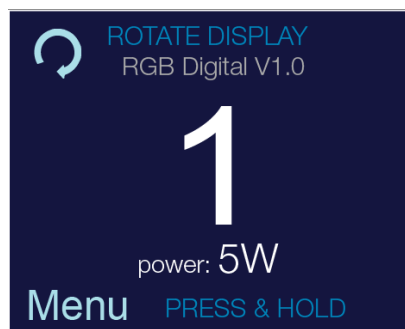 ROTATE DISPLAY
RGB Digital V1.0
1
power: 5W
Menu PRESS & HOLD